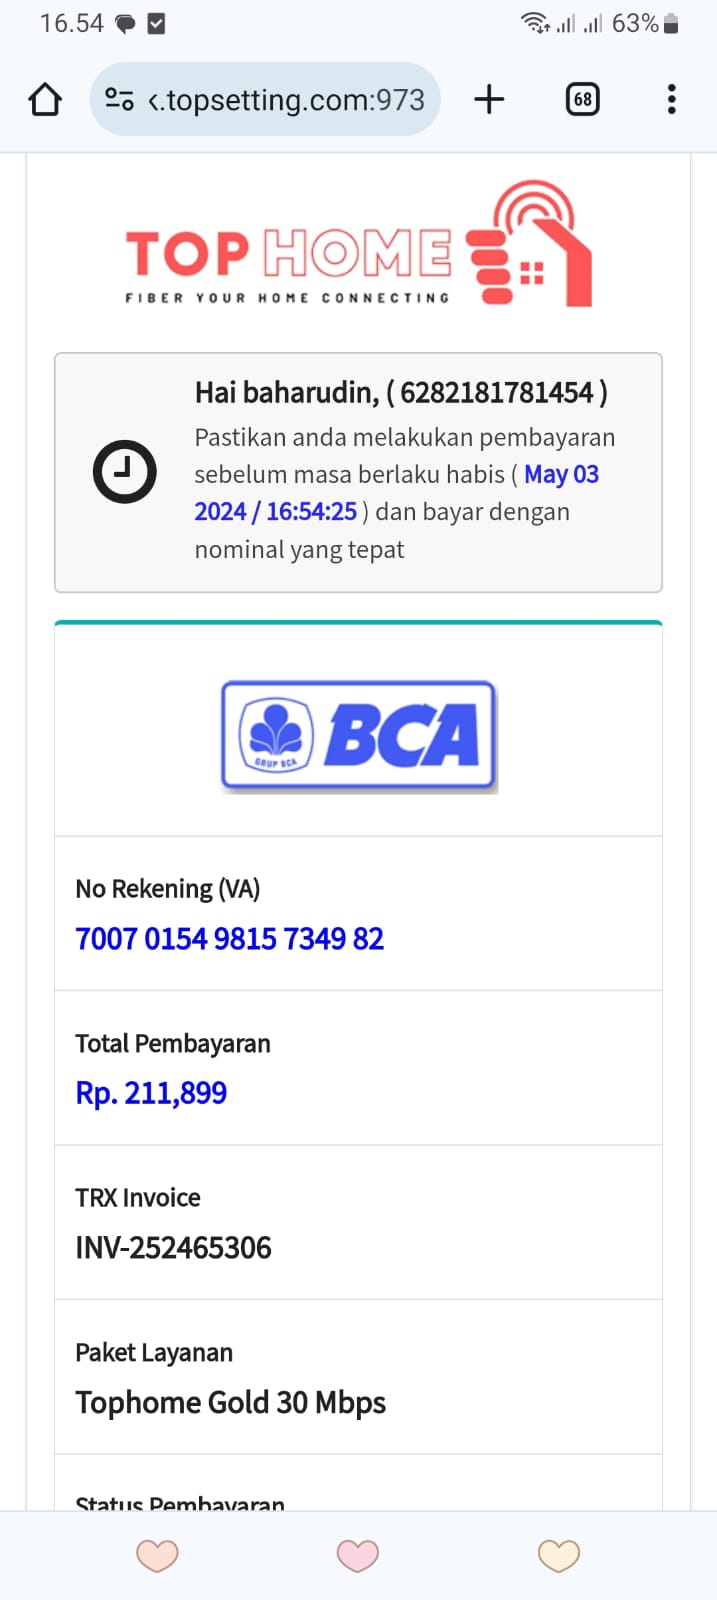 16.54
63%
.topsetting.com:973
68
TOP HOME
FIBER YOUR HOME CONNECTING
Hai baharudin, ( 6282181781454 )
Pastikan anda melakukan pembayaran
sebelum masa berlaku habis ( May 03
2024 / 16:54:25 ) dan bayar dengan
nominal yang tepat
GRUP BCA
BCA
No Rekening (VA)
7007 0154 9815 7349 82
Total Pembayaran
Rp. 211,899
TRX Invoice
INV-252465306
Paket Layanan
Tophome Gold 30 Mbps
Status Pembayaran